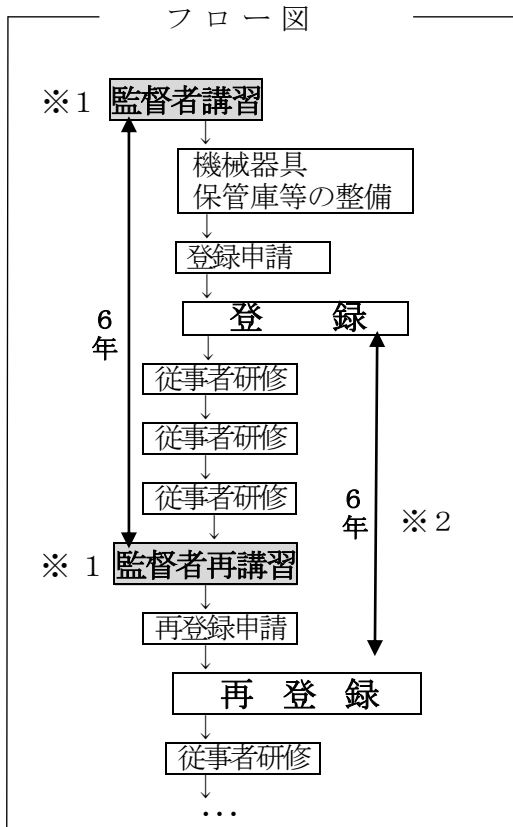 フロー図
※１ 監督者講習
↓
機械器具
保管庫等の整備
↓
登録申請
↓
登　録
↓
6年
従事者研修
↓
従事者研修
↓
従事者研修
↓
6年 ※２
※１ 監督者再講習
↓
再登録申請
↓
再 登 録
↓
従事者研修
↓
…